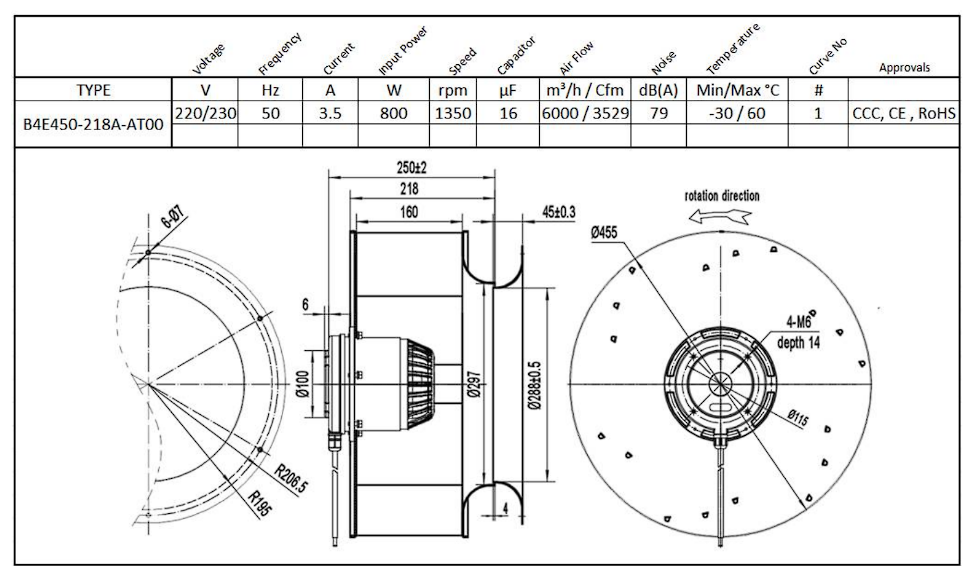 Voltage Frequency Current Input Power Speed Capacitor Air Flow Noise Temperature Curve No Approvals
TYPE V Hz A W rpm µF m³/h / Cfm dB(A) Min/Max °C #
B4E450-218A-AT00 220/230 50 3.5 800 1350 16 6000 / 3529 79 -30 / 60 1 CCC, CE , RoHS
250±2
218
160
45±0.3
rotation direction
6-Ø7
Ø455
6
4-M6
depth 14
Ø100
Ø297
Ø288±0.5
Ø115
R206.5
R195
4